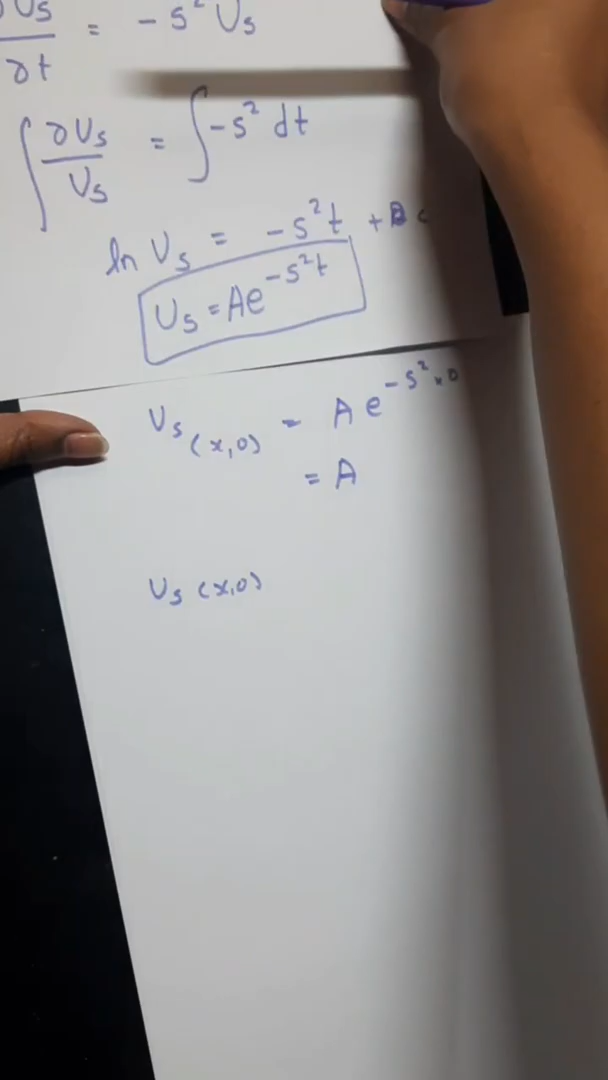 ∂Us/∂t = -s² Us
∫ ∂Us/Us = ∫ -s² dt
ln Us = -s²t + c
Us = Ae^(-s²t)
Us(x,0) = A e^(-s²×0)
= A
Us (x,0)